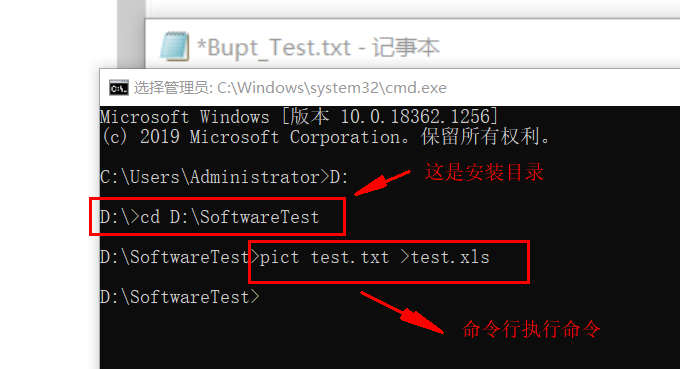 *Bupt_Test.txt - 记事本
选择管理员: C:\Windows\system32\cmd.exe
Microsoft Windows [版本 10.0.18362.1256]
(c) 2019 Microsoft Corporation。保留所有权利。
C:\Users\Administrator>D:
这是安装目录
D:\>cd D:\SoftwareTest
D:\SoftwareTest>pict test.txt >test.xls
D:\SoftwareTest>
命令行执行命令